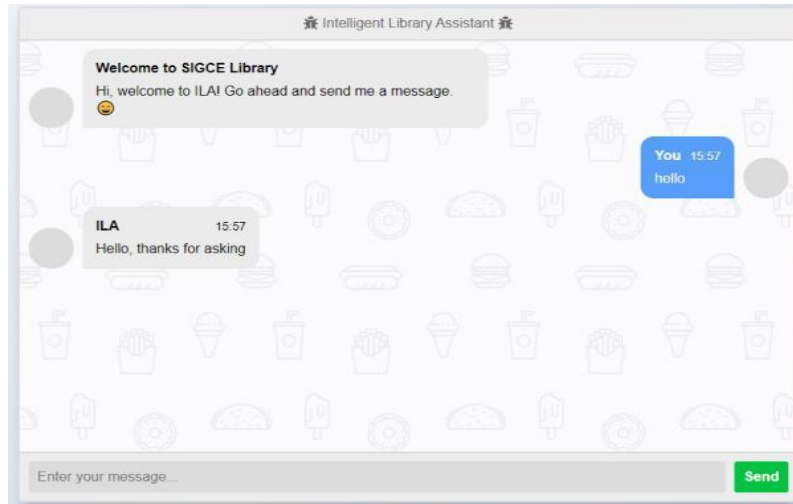 Intelligent Library Assistant
Welcome to SIGCE Library
Hi, welcome to ILA! Go ahead and send me a message.
😄
You 15:57
hello
ILA 15:57
Hello, thanks for asking
Enter your message...
Send